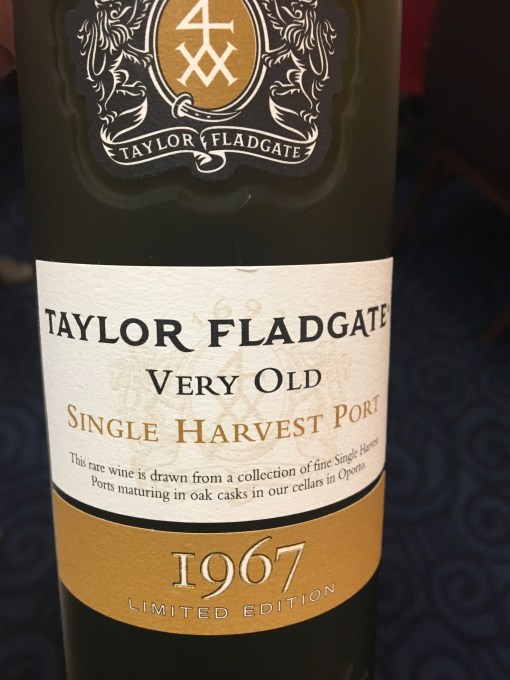 TAYLOR FLADGATE
TAYLOR FLADGATE®
VERY OLD
SINGLE HARVEST PORT
This rare wine is drawn from a collection of fine Single Harvest
Ports maturing in oak casks in our cellars in Oporto.
1967
LIMITED EDITION